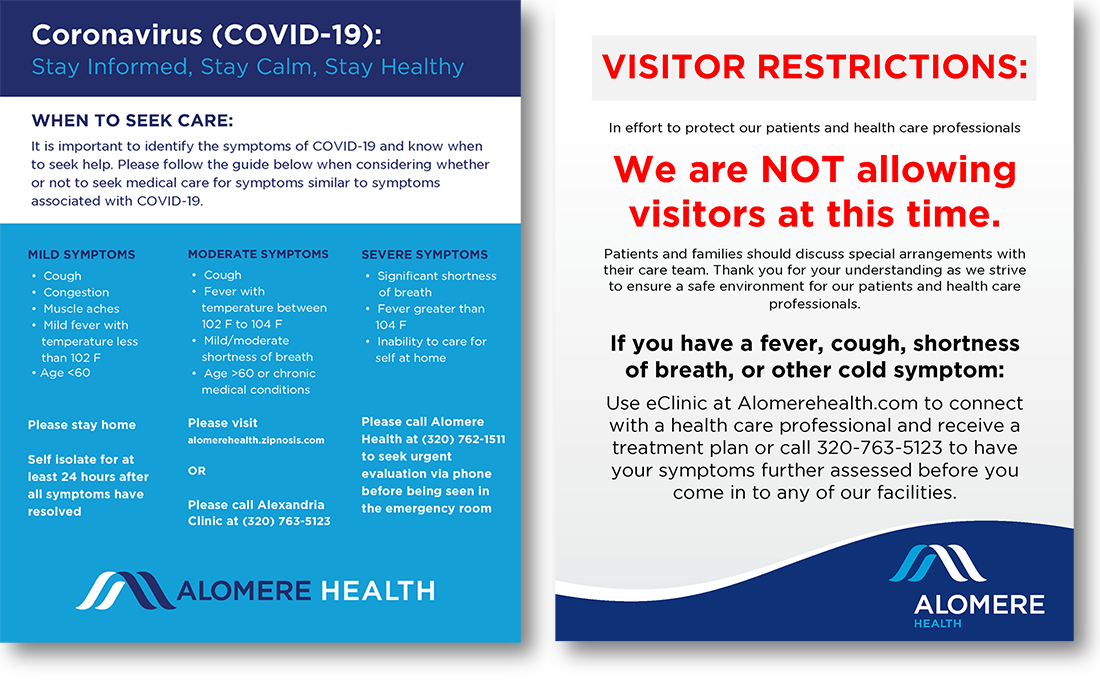 Coronavirus (COVID-19):
Stay Informed, Stay Calm, Stay Healthy
WHEN TO SEEK CARE:
It is important to identify the symptoms of COVID-19 and know when
to seek help. Please follow the guide below when considering whether
or not to seek medical care for symptoms similar to symptoms
associated with COVID-19.
MILD SYMPTOMS
• Cough
• Congestion
• Muscle aches
• Mild fever with
temperature less
than 102 F
• Age <60
Please stay home
Self isolate for at
least 24 hours after
all symptoms have
resolved
MODERATE SYMPTOMS
• Cough
• Fever with
temperature between
102 F to 104 F
• Mild/moderate
shortness of breath
• Age >60 or chronic
medical conditions
Please visit
alomerehealth.zipnosis.com
OR
Please call Alexandria
Clinic at (320) 763-5123
SEVERE SYMPTOMS
• Significant shortness
of breath
• Fever greater than
104 F
• Inability to care for
self at home
Please call Alomere
Health at (320) 762-1511
to seek urgent
evaluation via phone
before being seen in
the emergency room
ALOMERE HEALTH
VISITOR RESTRICTIONS:
In effort to protect our patients and health care professionals
We are NOT allowing
visitors at this time.
Patients and families should discuss special arrangements with
their care team. Thank you for your understanding as we strive
to ensure a safe environment for our patients and health care
professionals.
If you have a fever, cough, shortness
of breath, or other cold symptom:
Use eClinic at Alomerehealth.com to connect
with a health care professional and receive a
treatment plan or call 320-763-5123 to have
your symptoms further assessed before you
come in to any of our facilities.
ALOMERE
HEALTH